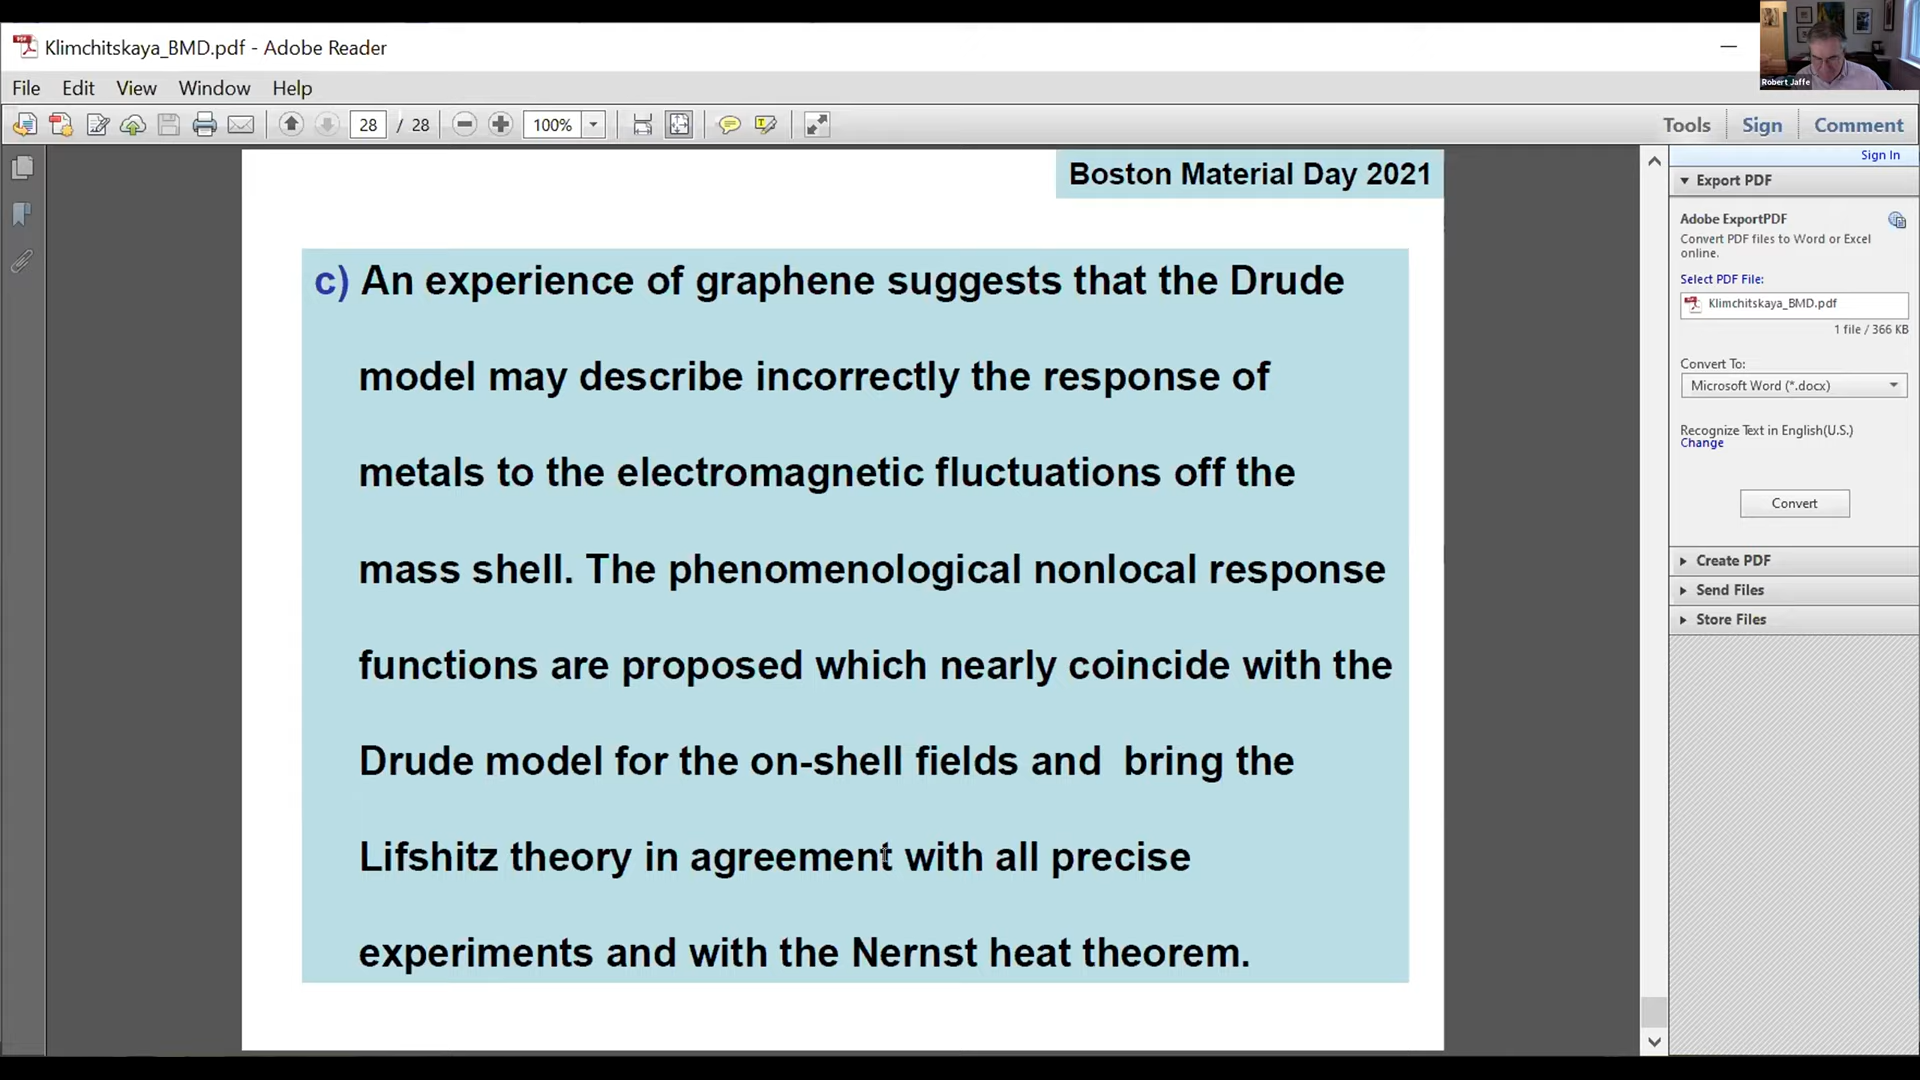 Klimchitskaya_BMD.pdf - Adobe Reader
Robert Jaffe
File Edit View Window Help
28 / 28 100% Tools Sign Comment
Sign In
Boston Material Day 2021
c) An experience of graphene suggests that the Drude
model may describe incorrectly the response of
metals to the electromagnetic fluctuations off the
mass shell. The phenomenological nonlocal response
functions are proposed which nearly coincide with the
Drude model for the on-shell fields and bring the
Lifshitz theory in agreement with all precise
experiments and with the Nernst heat theorem.
Export PDF
Adobe ExportPDF
Convert PDF files to Word or Excel
online.
Select PDF File:
Klimchitskaya_BMD.pdf
1 file / 366 KB
Convert To:
Microsoft Word (*.docx)
Recognize Text in English(U.S.)
Change
Convert
Create PDF
Send Files
Store Files